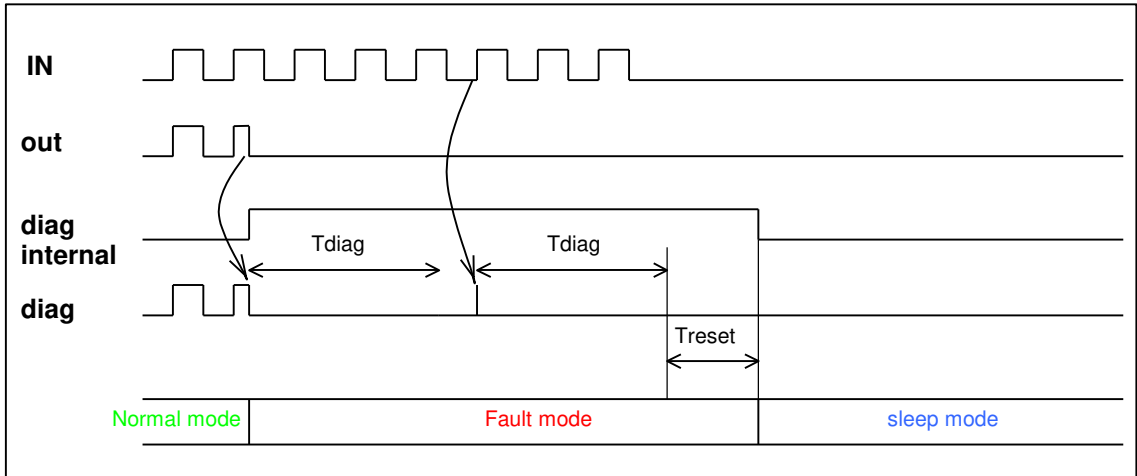 IN
out
diag
internal
Tdiag
Tdiag
diag
Treset
Normal mode
Fault mode
sleep mode